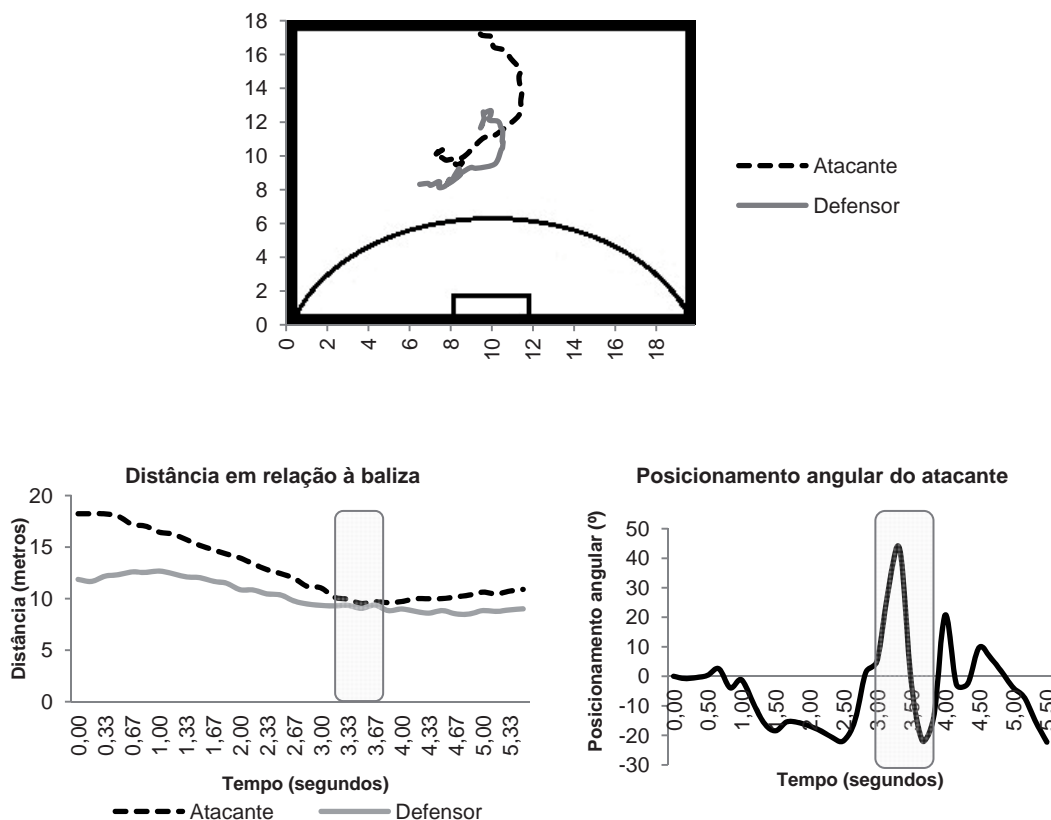 18
16
14
12
10
8
6
4
2
0
0 2 4 6 8 10 12 14 16 18
Atacante
Defensor
Distância em relação à baliza
Distância (metros)
20
15
10
5
0
0,00 0,33 0,67 1,00 1,33 1,67 2,00 2,33 2,67 3,00 3,33 3,67 4,00 4,33 4,67 5,00 5,33
Tempo (segundos)
Atacante Defensor
Posicionamento angular do atacante
Posicionamento angular (º)
50
40
30
20
10
0
-10
-20
-30
0,00 0,50 1,00 1,50 2,00 2,50 3,00 3,50 4,00 4,50 5,00 5,50
Tempo (segundos)